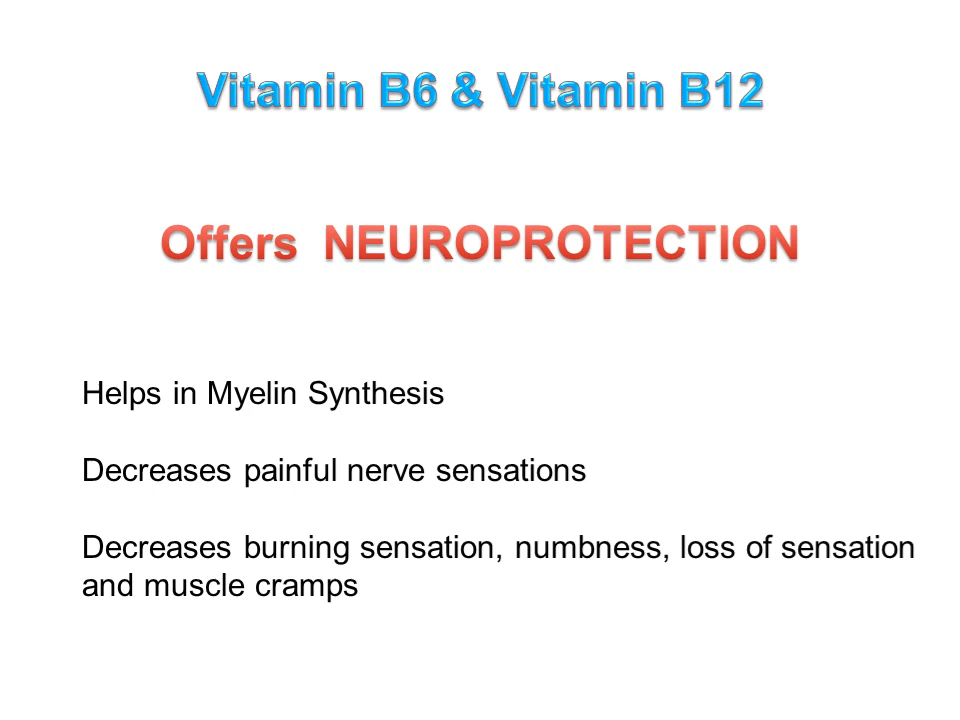 Vitamin B6 & Vitamin B12
Offers NEUROPROTECTION
Helps in Myelin Synthesis
Decreases painful nerve sensations
Decreases burning sensation, numbness, loss of sensation
and muscle cramps